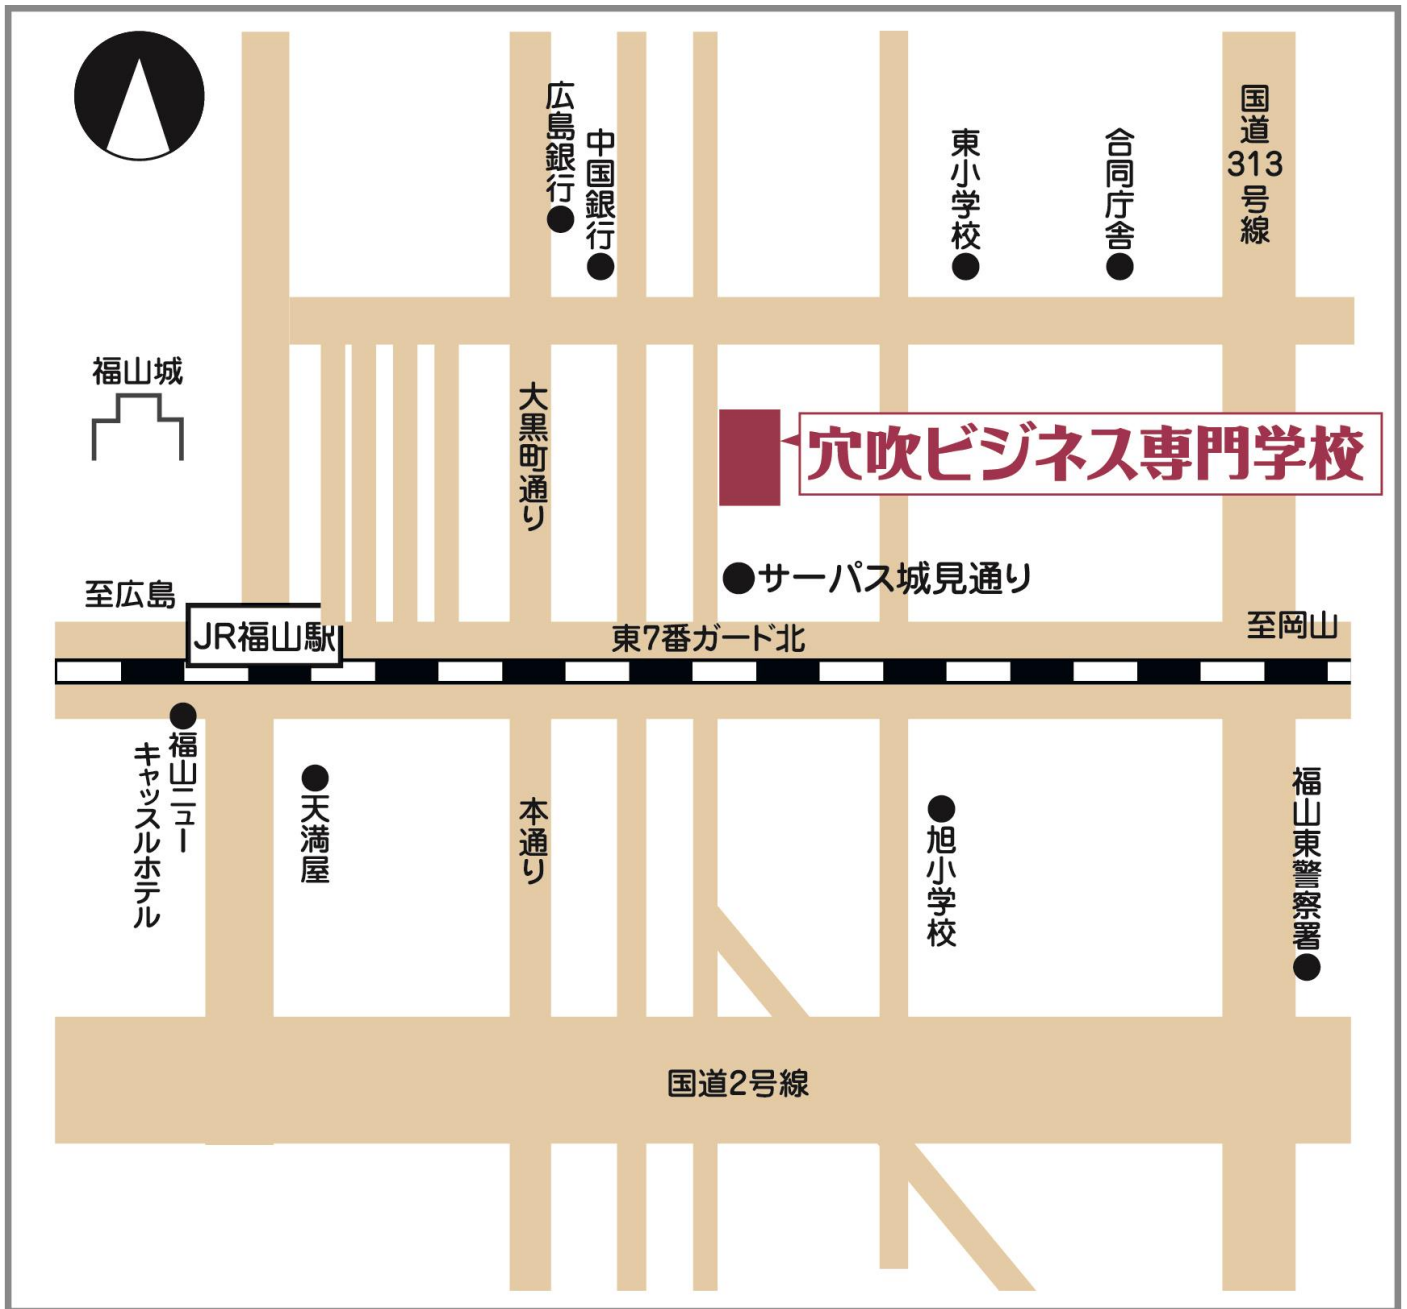 広島銀行
中国銀行
東小学校
合同庁舎
国道313号線
福山城
大黒町通り
穴吹ビジネス専門学校
サーパス城見通り
至広島
JR福山駅
東7番ガード北
至岡山
福山ニュー
キャッスルホテル
天満屋
本通り
旭小学校
福山東警察署
国道2号線